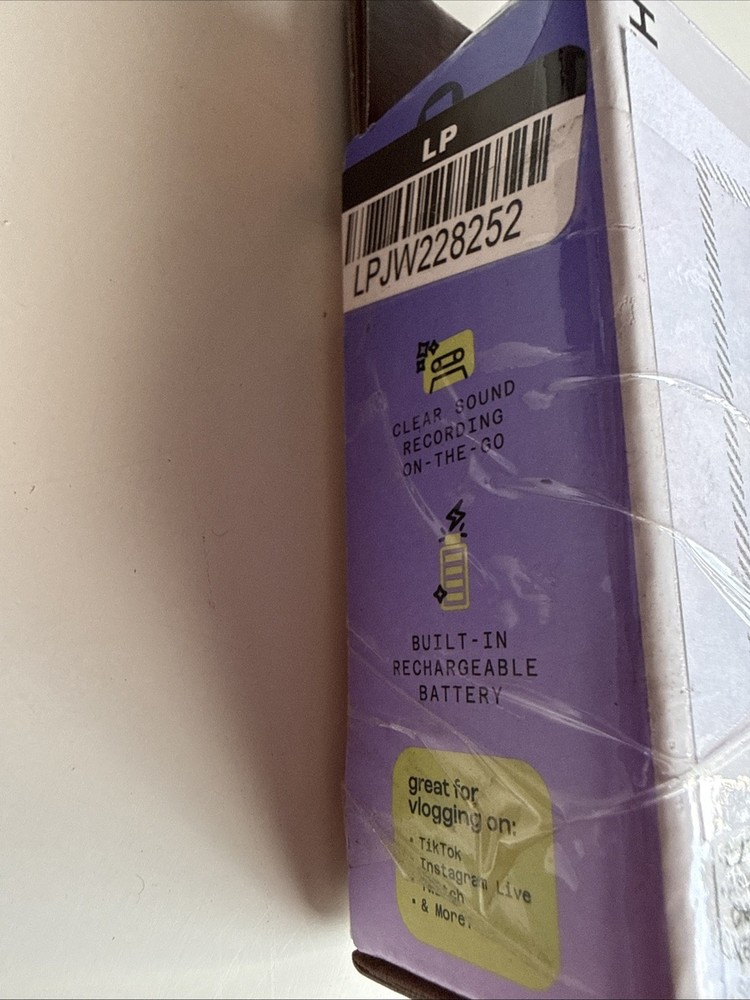 H
LP
LPJW228252
CLEAR SOUND
RECORDING
ON-THE-GO
BUILT-IN
RECHARGEABLE
BATTERY
great for
vlogging on:
• TikTok
Instagram Live
• & More.